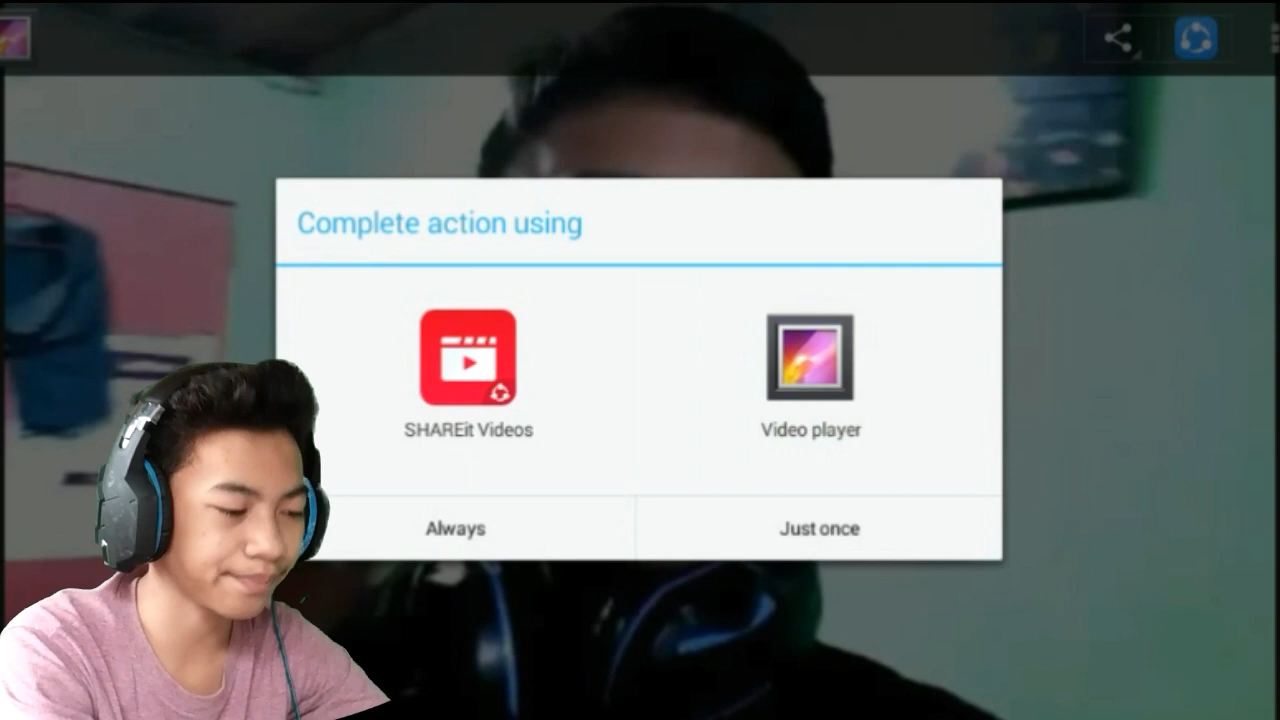 Complete action using
SHAREit Videos
Video player
Always
Just once